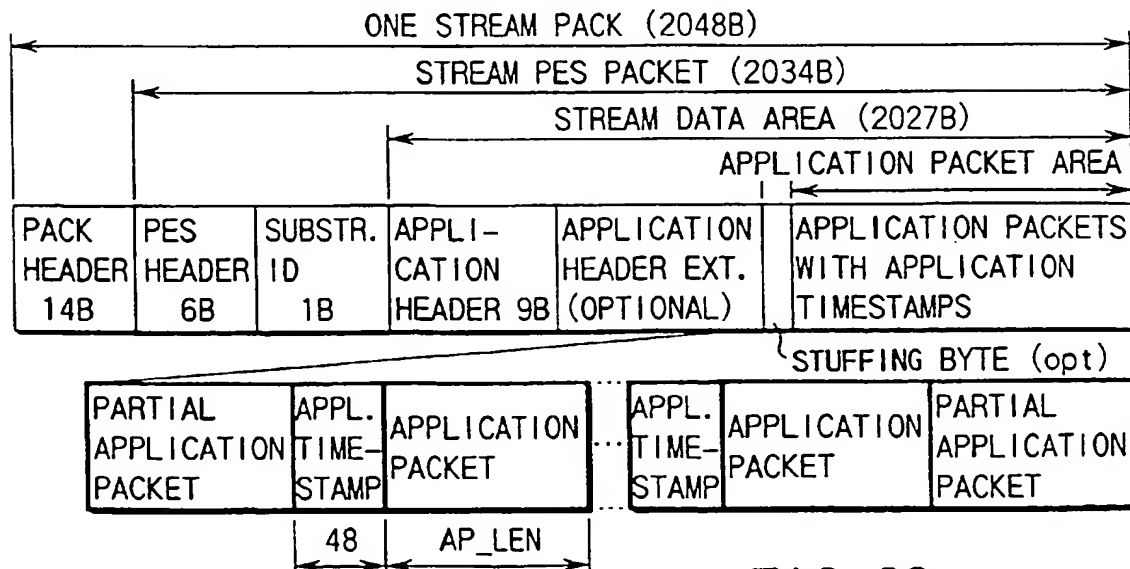 ONE STREAM PACK (2048B)
STREAM PES PACKET (2034B)
STREAM DATA AREA (2027B)
APPLICATION PACKET AREA
PACK
HEADER
14B
PES
HEADER
6B
SUBSTR.
ID
1B
APPLI-
CATION
HEADER 9B
APPLICATION
HEADER EXT.
(OPTIONAL)
APPLICATION PACKETS
WITH APPLICATION
TIMESTAMPS
STUFFING BYTE (opt)
PARTIAL
APPLICATION
PACKET
APPL.
TIME-
STAMP
APPLICATION
PACKET
APPL.
TIME-
STAMP
APPLICATION
PACKET
PARTIAL
APPLICATION
PACKET
48
AP_LEN